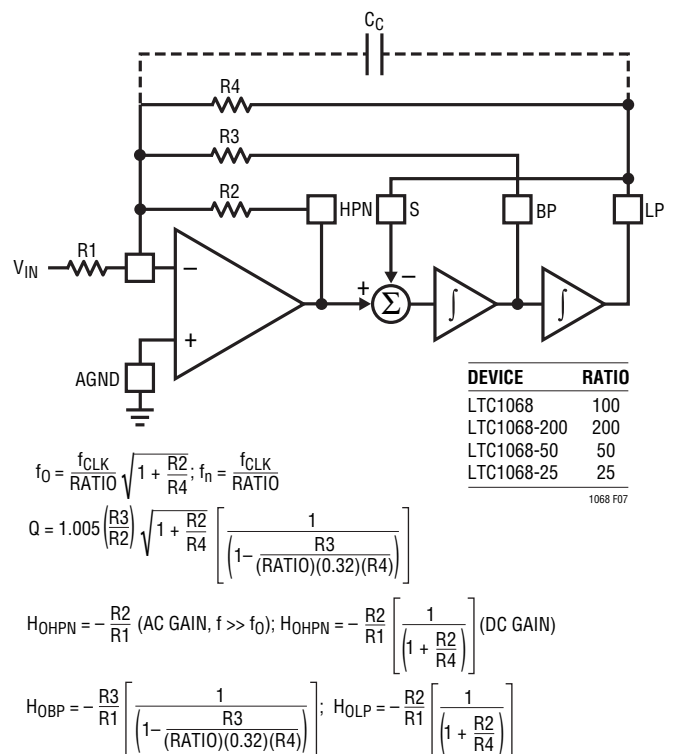 C_C
R4
R3
R2
HPN
S
BP
LP
R1
V_IN
−
+
+
−
Σ
∫
∫
AGND
DEVICE RATIO
LTC1068 100
LTC1068-200 200
LTC1068-50 50
LTC1068-25 25
1068 F07
f_O = f_CLK/RATIO √(1 + R2/R4); f_n = f_CLK/RATIO
Q = 1.005 (R3/R2) √(1 + R2/R4) [1/(1− R3/((RATIO)(0.32)(R4)))]
H_OHPN = − R2/R1 (AC GAIN, f >> f_O); H_OHPN = − R2/R1 [1/(1 + R2/R4)] (DC GAIN)
H_OBP = − R3/R1 [1/(1− R3/((RATIO)(0.32)(R4)))]; H_OLP = − R2/R1 [1/(1 + R2/R4)]